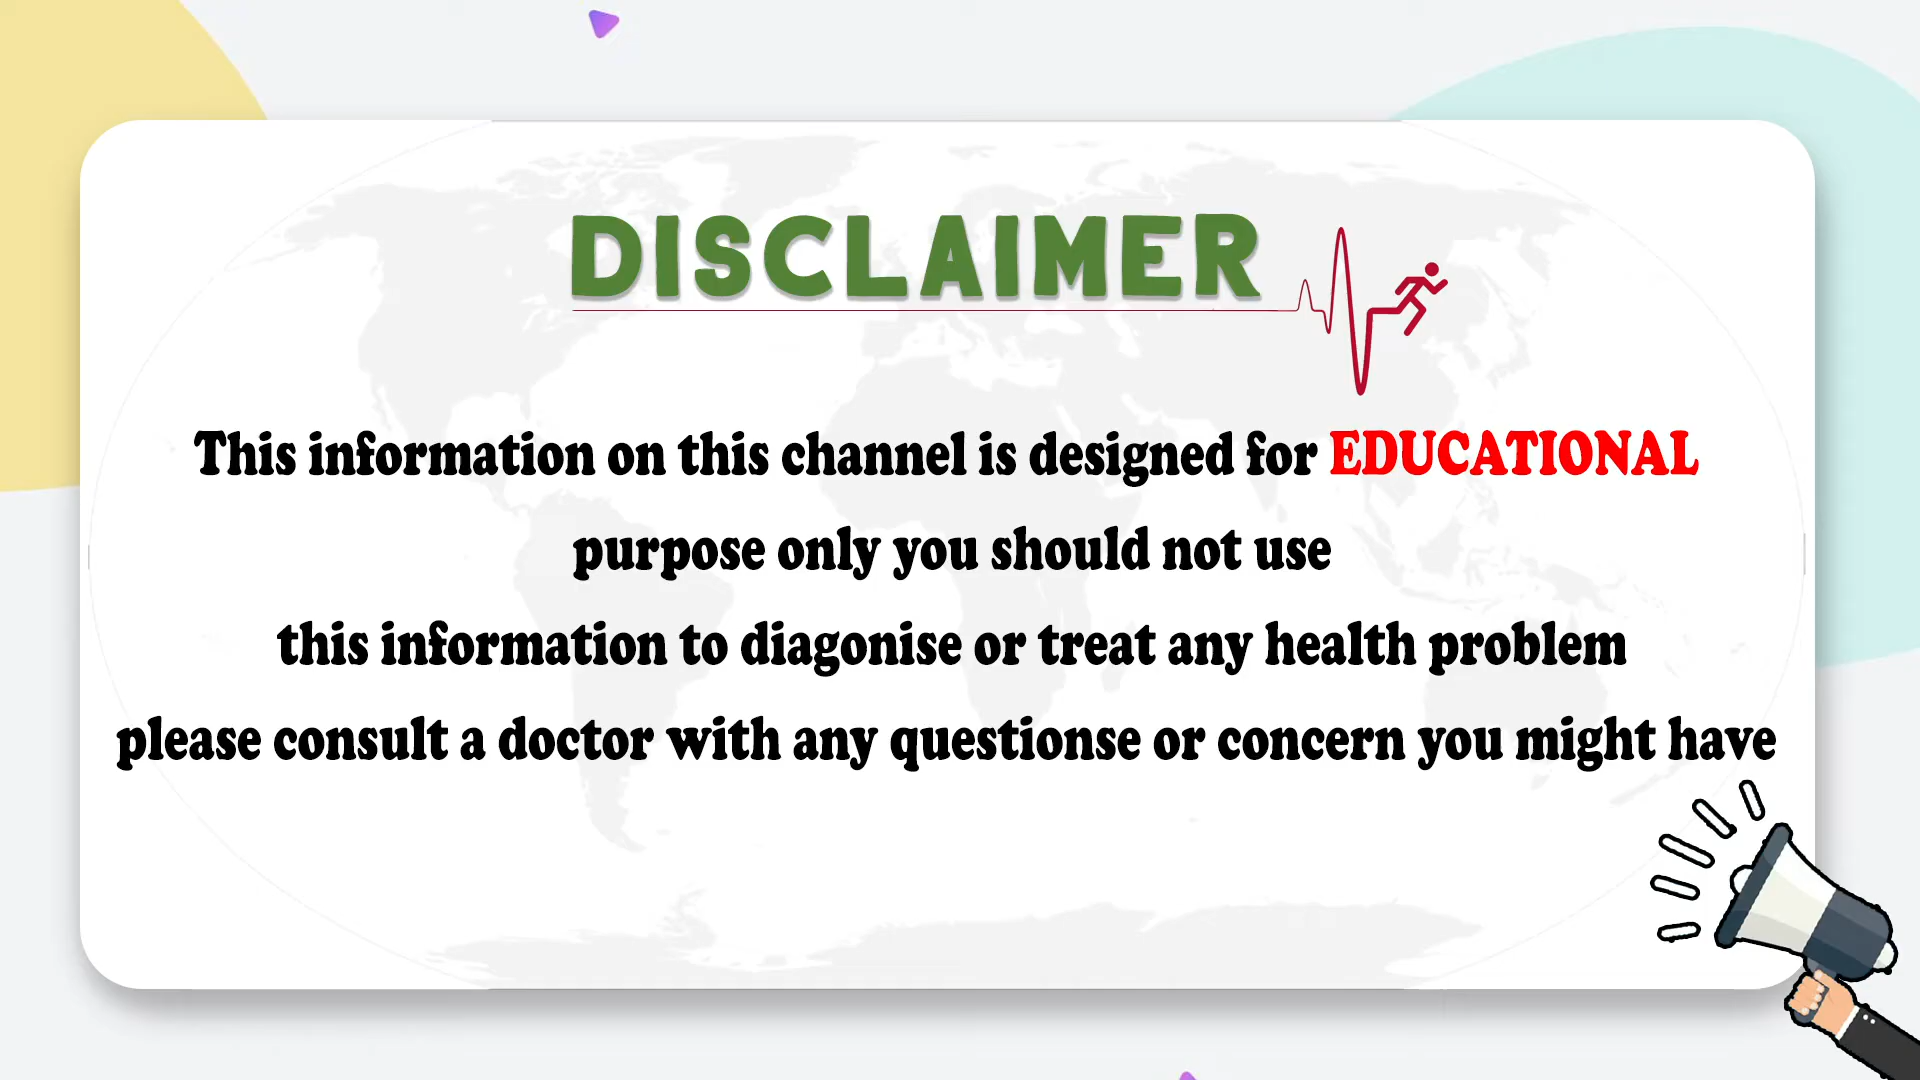 DISCLAIMER
This information on this channel is designed for EDUCATIONAL
purpose only you should not use
this information to diagonise or treat any health problem
please consult a doctor with any questionse or concern you might have